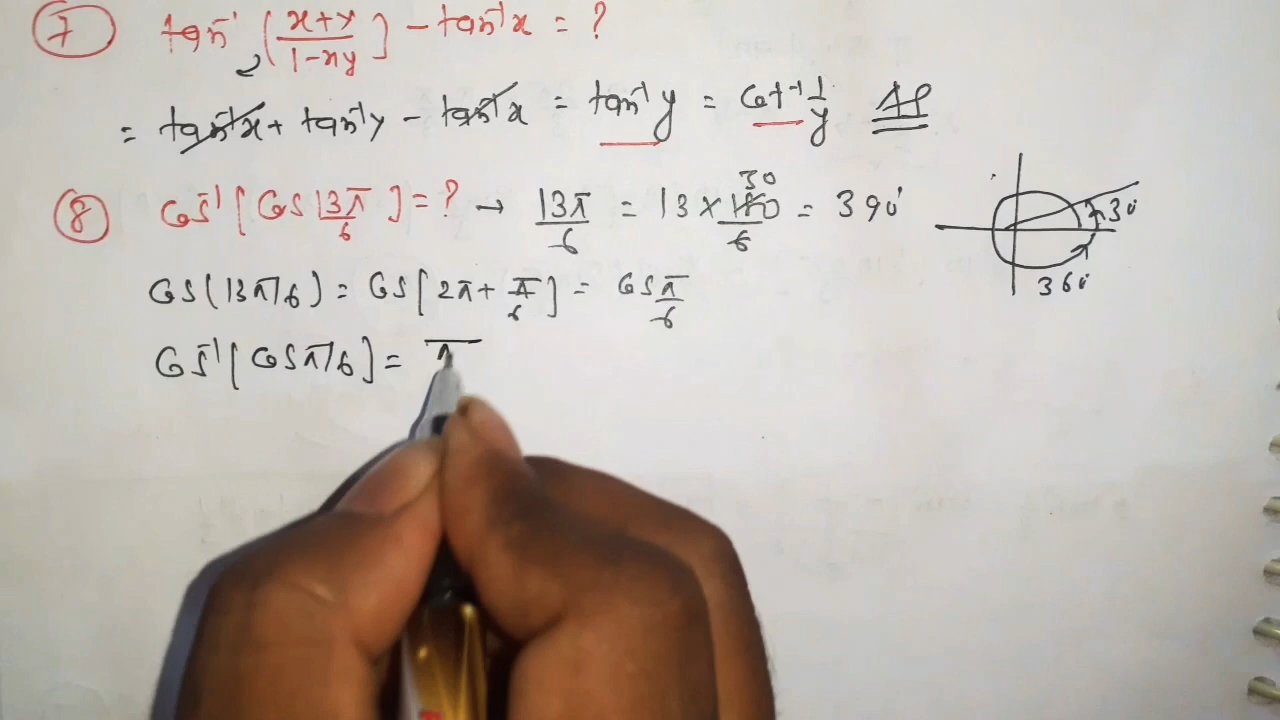 7 tan⁻¹ [x+y/1-xy] - tan⁻¹x = ?
= tan⁻¹x + tan⁻¹y - tan⁻¹x = tan⁻¹y = Cot⁻¹ 1/y
8 Cos⁻¹ [Cos 13π/6] = ? → 13π/6 = 13 × 180/6 = 390°
30
30°
360°
Cos(13π/6) = Cos[2π + π/6] = Cos π/6
Cos⁻¹[Cos π/6] = π